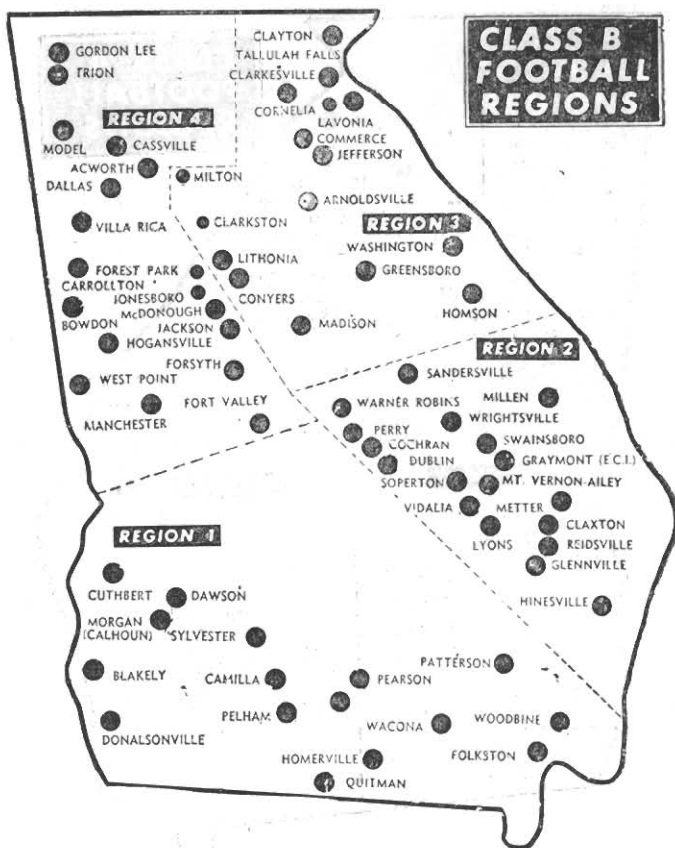 CLASS B
FOOTBALL
REGIONS
GORDON LEE
TRION
REGION 4
MODEL
CASSVILLE
ACWORTH
DALLAS
MILTON
VILLA RICA
CLARKSTON
CLAYTON
TALLULAH FALLS
CLARKESVILLE
CORNELIA
LAVONIA
COMMERCE
JEFFERSON
ARNOLDSVILLE
REGION 3
WASHINGTON
GREENSBORO
LITHONIA
CONYERS
HOMSON
MADISON
FOREST PARK
CARROLLTON
JONESBORO
McDONOUGH
BOWDON
JACKSON
HOGANSVILLE
FORSYTH
WEST POINT
FORT VALLEY
MANCHESTER
REGION 2
SANDERSVILLE
MILLEN
WARNER ROBINS
WRIGHTSVILLE
PERRY
SWAINSBORO
COCHRAN
GRAYMONT (E.C.I.)
DUBLIN
SOPERTON
MT. VERNON-AILEY
VIDALIA
METTER
LYONS
CLAXTON
REIDSVILLE
GLENNVILLE
HINESVILLE
REGION 1
CUTHBERT
DAWSON
MORGAN
(CALHOUN)
SYLVESTER
BLAKELY
CAMILLA
PEARSON
PATTERSON
PELHAM
DONALSONVILLE
WACONA
WOODBINE
HOMERVILLE
FOLKSTON
QUITMAN